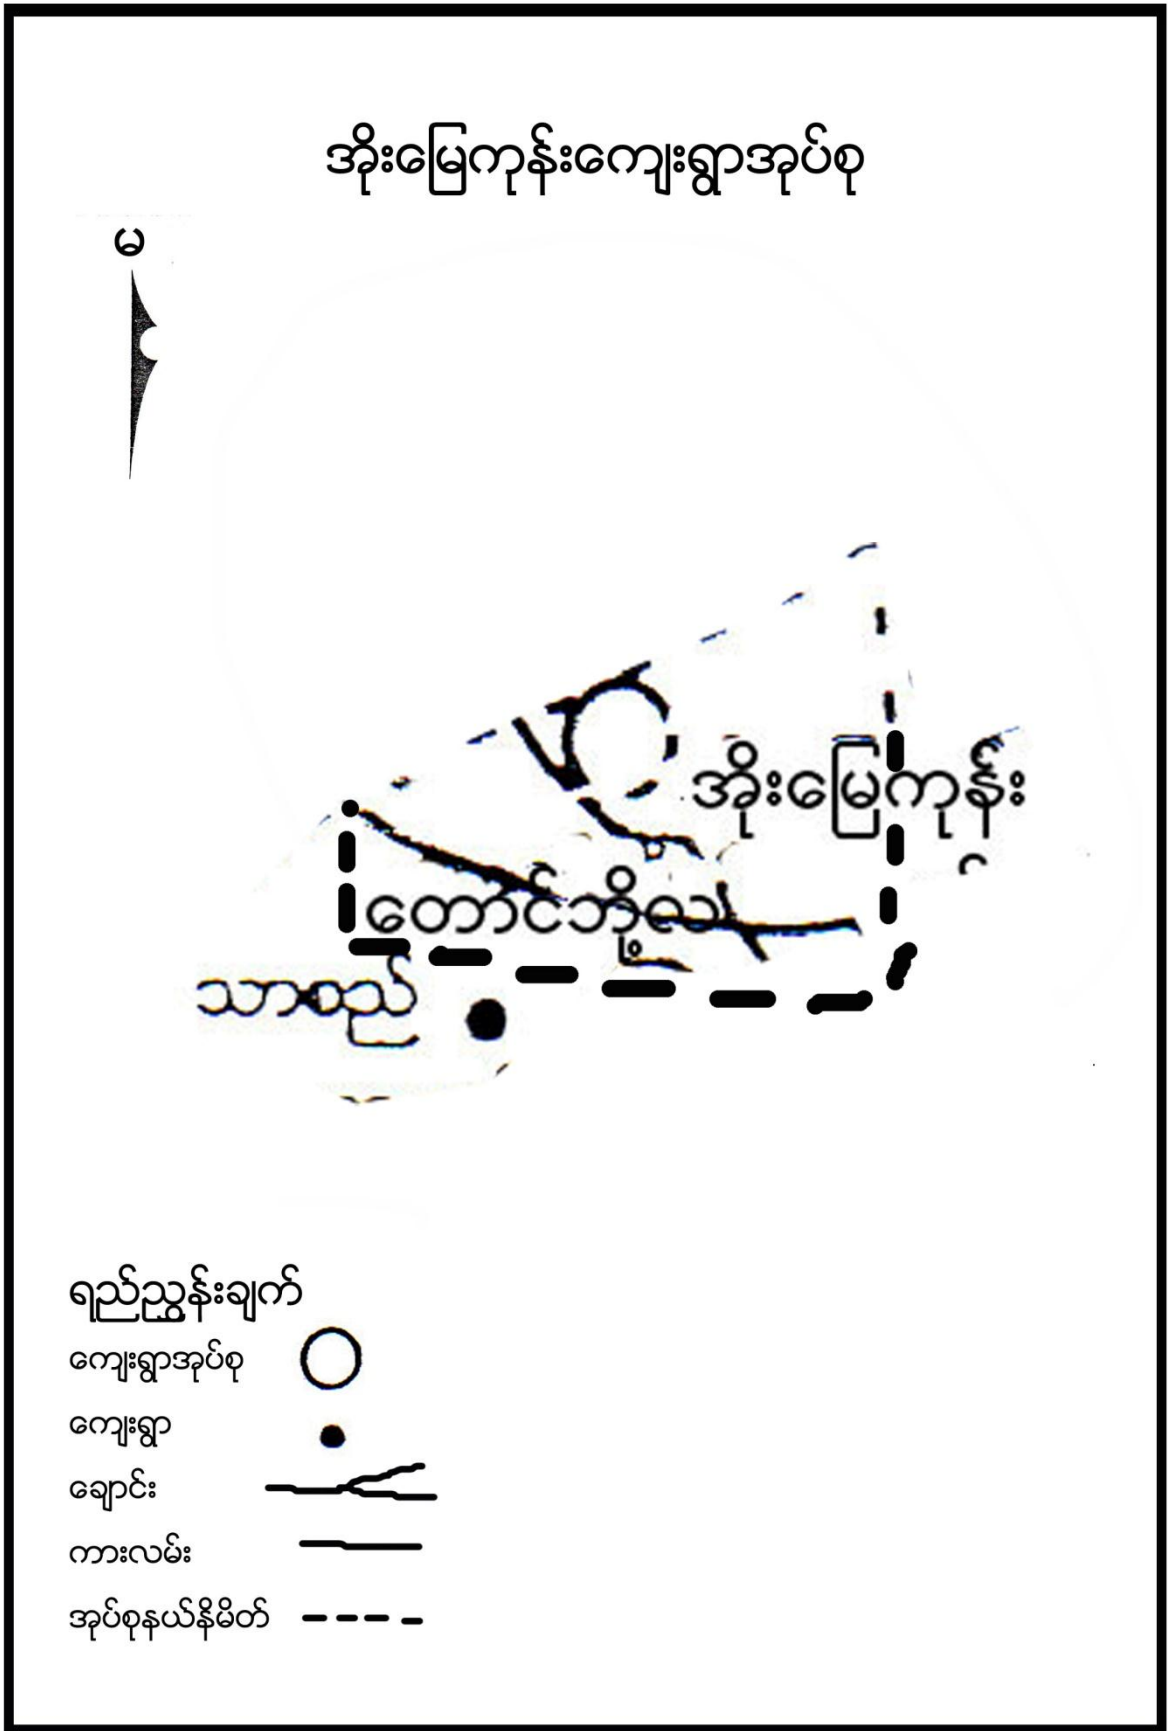 အိုးမြေကုန်းကျေးရွာအုပ်စု
မ
အိုးမြေကုန်း
တောင်ဘို့လှ
သာစည်
ရည်ညွှန်းချက်
ကျေးရွာအုပ်စု
ကျေးရွာ
ချောင်း
ကားလမ်း
အုပ်စုနယ်နိမိတ်